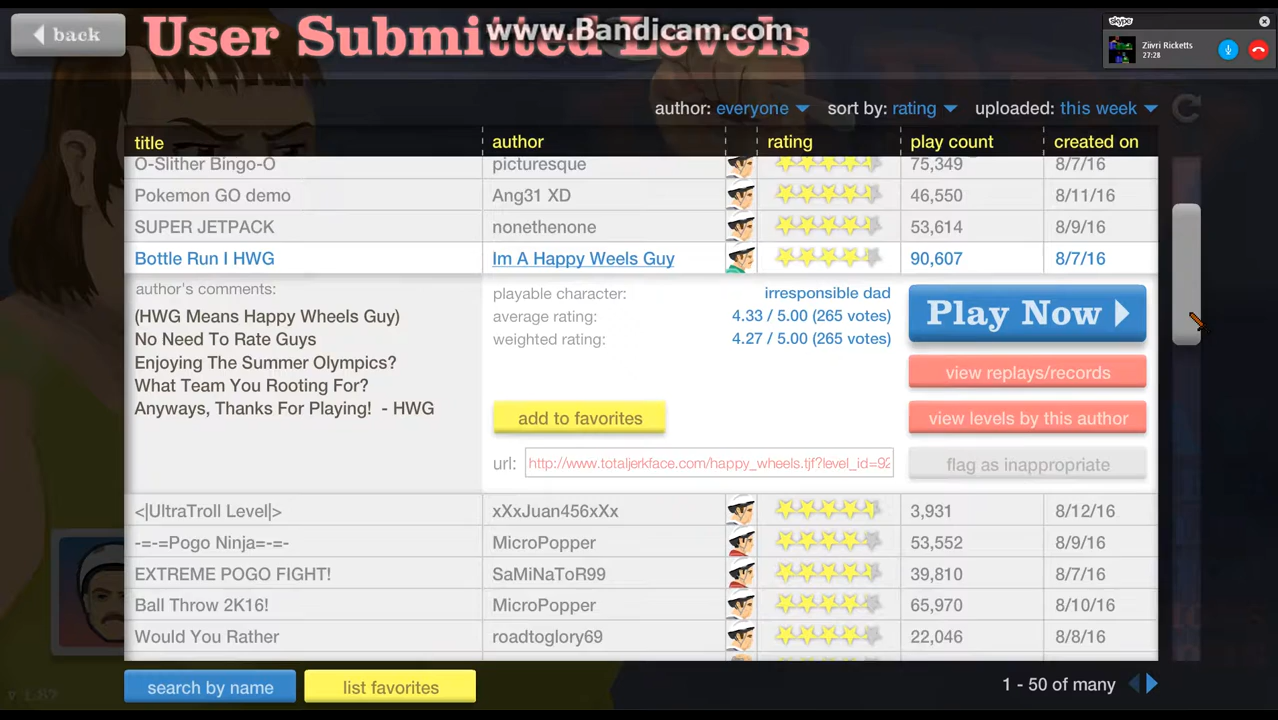 back
User Submitted Levels
www.Bandicam.com
skype
Ziivri Ricketts
27:28
author: everyone
sort by: rating
uploaded: this week
title author rating play count created on
O-Slither Bingo-O picturesque 75,349 8/7/16
Pokemon GO demo Ang31 XD 46,550 8/11/16
SUPER JETPACK nonethenone 53,614 8/9/16
Bottle Run I HWG Im A Happy Weels Guy 90,607 8/7/16
author's comments:
(HWG Means Happy Wheels Guy)
No Need To Rate Guys
Enjoying The Summer Olympics?
What Team You Rooting For?
Anyways, Thanks For Playing! - HWG
playable character: irresponsible dad
average rating: 4.33 / 5.00 (265 votes)
weighted rating: 4.27 / 5.00 (265 votes)
add to favorites
url: http://www.totaljerkface.com/happy_wheels.tjf?level_id=92
Play Now
view replays/records
view levels by this author
flag as inappropriate
<|UltraTroll Level|> xXxJuan456xXx 3,931 8/12/16
-=-=Pogo Ninja=-=- MicroPopper 53,552 8/9/16
EXTREME POGO FIGHT! SaMiNaToR99 39,810 8/7/16
Ball Throw 2K16! MicroPopper 65,970 8/10/16
Would You Rather roadtoglory69 22,046 8/8/16
search by name
list favorites
1 - 50 of many
v 1.87